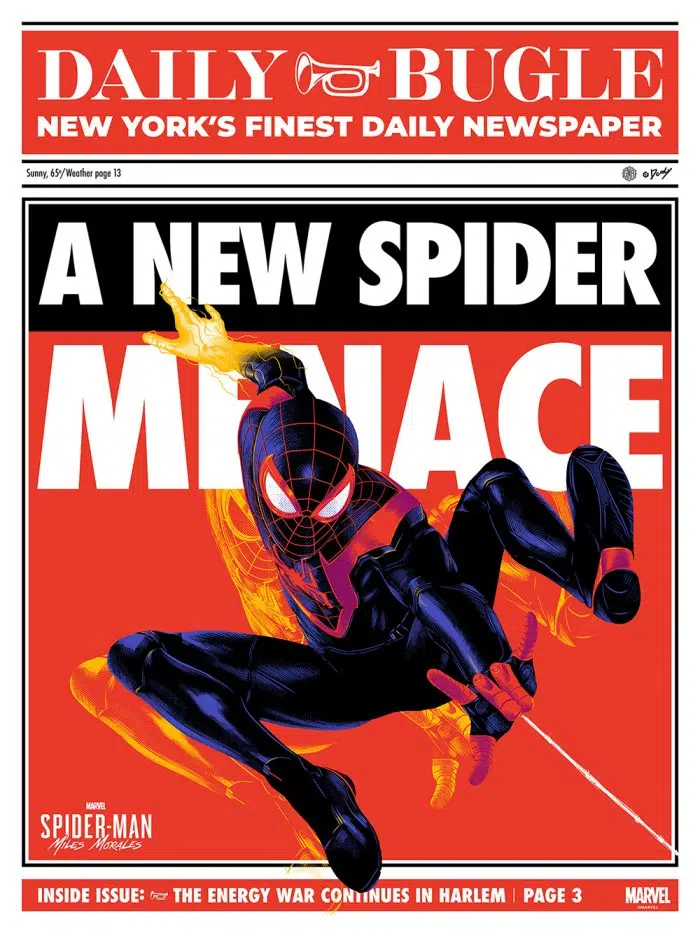 DAILY BUGLE
NEW YORK'S FINEST DAILY NEWSPAPER
Sunny, 65°/Weather page 13
A NEW SPIDER
MENACE
MARVEL
SPIDER-MAN
MILES MORALES
INSIDE ISSUE: THE ENERGY WAR CONTINUES IN HARLEM | PAGE 3 MARVEL
©MARVEL